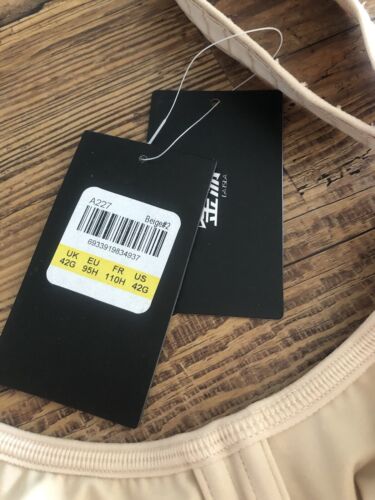 A227
Beige#2
6933919834937
UK EU FR US
42G 95H 110H 42G